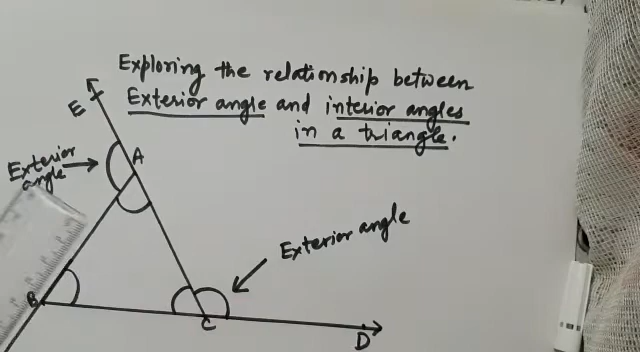 Exploring the relationship between
Exterior angle and interior angles
in a triangle.
E
A
Exterior
angle
Exterior angle
B
C
D